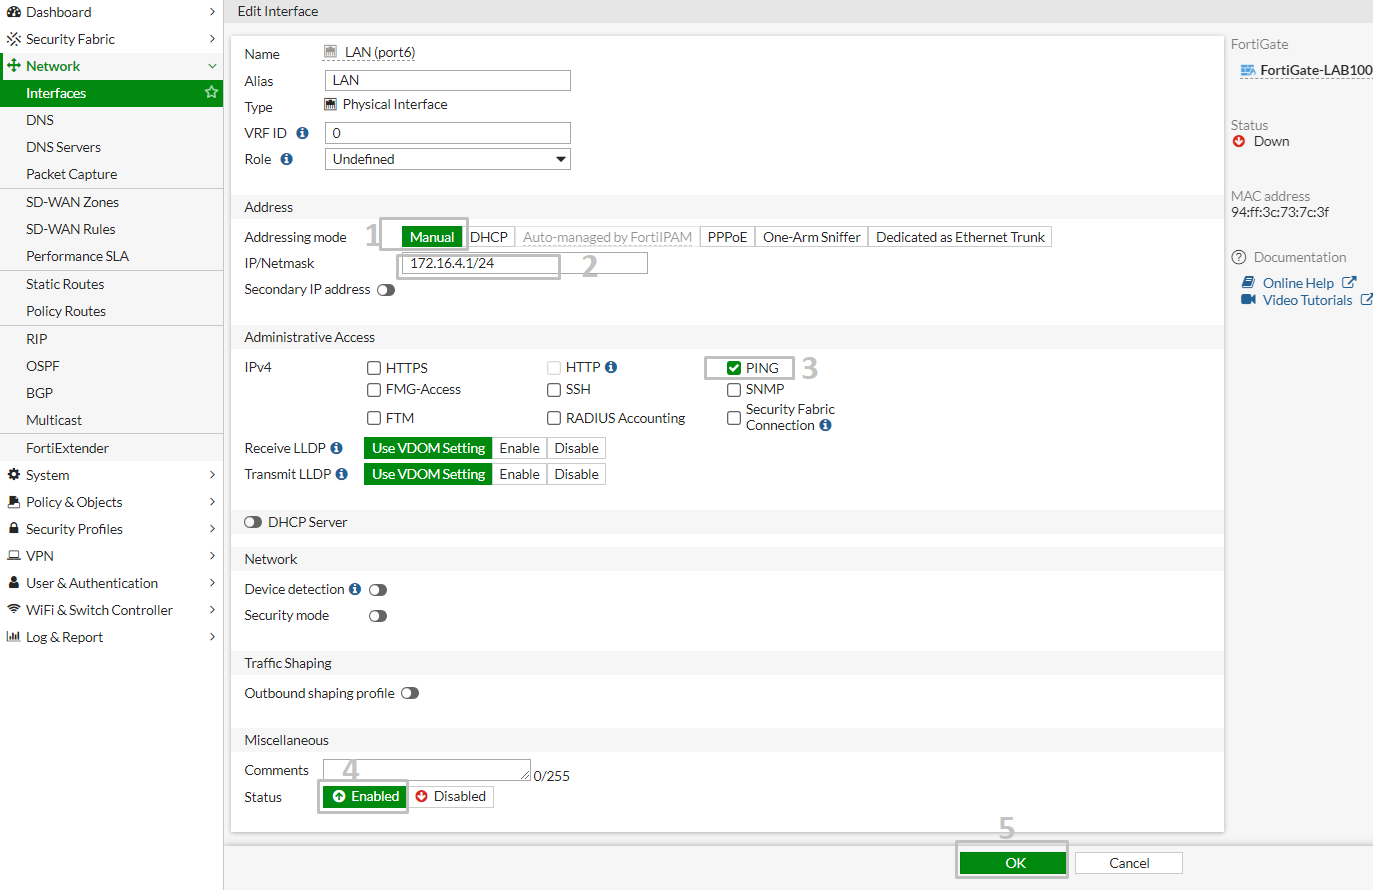 Dashboard
Security Fabric
Network
Interfaces
DNS
DNS Servers
Packet Capture
SD-WAN Zones
SD-WAN Rules
Performance SLA
Static Routes
Policy Routes
RIP
OSPF
BGP
Multicast
FortiExtender
System
Policy & Objects
Security Profiles
VPN
User & Authentication
WiFi & Switch Controller
Log & Report
Edit Interface
Name LAN (port6)
Alias LAN
Type Physical Interface
VRF ID 0
Role Undefined
Address
Addressing mode 1 Manual DHCP Auto-managed by FortiIPAM PPPoE One-Arm Sniffer Dedicated as Ethernet Trunk
IP/Netmask 172.16.4.1/24 2
Secondary IP address
Administrative Access
IPv4 HTTPS HTTP PING 3
FMG-Access SSH SNMP
FTM RADIUS Accounting Security Fabric
Connection
Receive LLDP Use VDOM Setting Enable Disable
Transmit LLDP Use VDOM Setting Enable Disable
DHCP Server
Network
Device detection
Security mode
Traffic Shaping
Outbound shaping profile
Miscellaneous
Comments 4 0/255
Status Enabled Disabled
5
OK Cancel
FortiGate
FortiGate-LAB100
Status
Down
MAC address
94:ff:3c:73:7c:3f
Documentation
Online Help
Video Tutorials